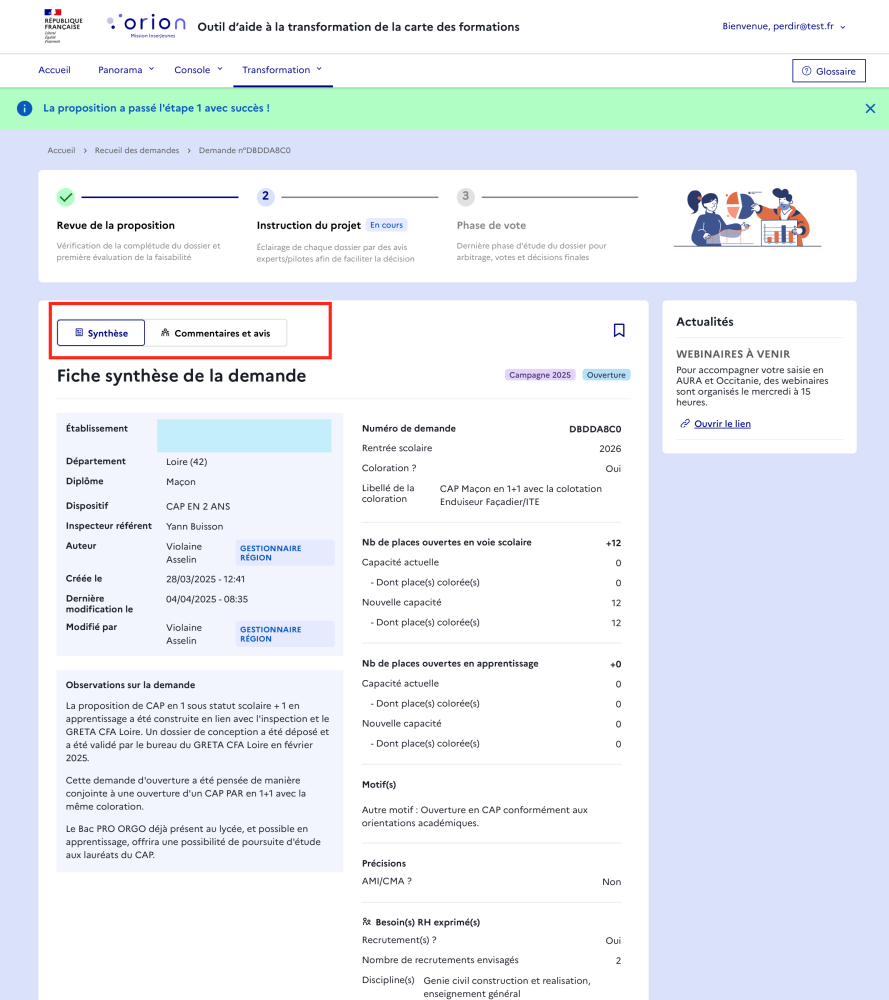 RÉPUBLIQUE
FRANÇAISE
Liberté
Égalité
Fraternité
orion
Mission InserJeunes
Outil d'aide à la transformation de la carte des formations
Bienvenue, perdir@test.fr
Accueil
Panorama
Console
Transformation
Glossaire
La proposition a passé l'étape 1 avec succès !
Accueil > Recueil des demandes > Demande n°DBDDA8C0
2
3
Revue de la proposition
Instruction du projet En cours
Phase de vote
Vérification de la complétude du dossier et
première évaluation de la faisabilité
Éclairage de chaque dossier par des avis
experts/pilotes afin de faciliter la décision
Dernière phase d'étude du dossier pour
arbitrage, votes et décisions finales
Synthèse
Commentaires et avis
Fiche synthèse de la demande
Campagne 2025
Ouverture
Établissement
Département Loire (42)
Diplôme Maçon
Dispositif CAP EN 2 ANS
Inspecteur référent Yann Buisson
Auteur Violaine
Asselin
GESTIONNAIRE
RÉGION
Créée le 28/03/2025 - 12:41
Dernière
modification le
04/04/2025 - 08:35
Modifié par Violaine
Asselin
GESTIONNAIRE
RÉGION
Observations sur la demande
La proposition de CAP en 1 sous statut scolaire + 1 en
apprentissage a été construite en lien avec l'inspection et le
GRETA CFA Loire. Un dossier de conception a été déposé et
a été validé par le bureau du GRETA CFA Loire en février
2025.
Cette demande d'ouverture a été pensée de manière
conjointe à une ouverture d'un CAP PAR en 1+1 avec la
même coloration.
Le Bac PRO ORGO déjà présent au lycée, et possible en
apprentissage, offrira une possibilité de poursuite d'étude
aux lauréats du CAP.
Numéro de demande DBDDA8C0
Rentrée scolaire 2026
Coloration ? Oui
Libellé de la
coloration
CAP Maçon en 1+1 avec la colotation
Enduiseur Façadier/ITE
Nb de places ouvertes en voie scolaire +12
Capacité actuelle 0
- Dont place(s) colorée(s) 0
Nouvelle capacité 12
- Dont place(s) colorée(s) 12
Nb de places ouvertes en apprentissage +0
Capacité actuelle 0
- Dont place(s) colorée(s) 0
Nouvelle capacité 0
- Dont place(s) colorée(s) 0
Motif(s)
Autre motif : Ouverture en CAP conformément aux
orientations académiques.
Précisions
AMI/CMA ? Non
Besoin(s) RH exprimé(s)
Recrutement(s) ? Oui
Nombre de recrutements envisagés 2
Discipline(s) Genie civil construction et realisation,
enseignement général
Actualités
WEBINAIRES À VENIR
Pour accompagner votre saisie en
AURA et Occitanie, des webinaires
sont organisés le mercredi à 15
heures.
Ouvrir le lien